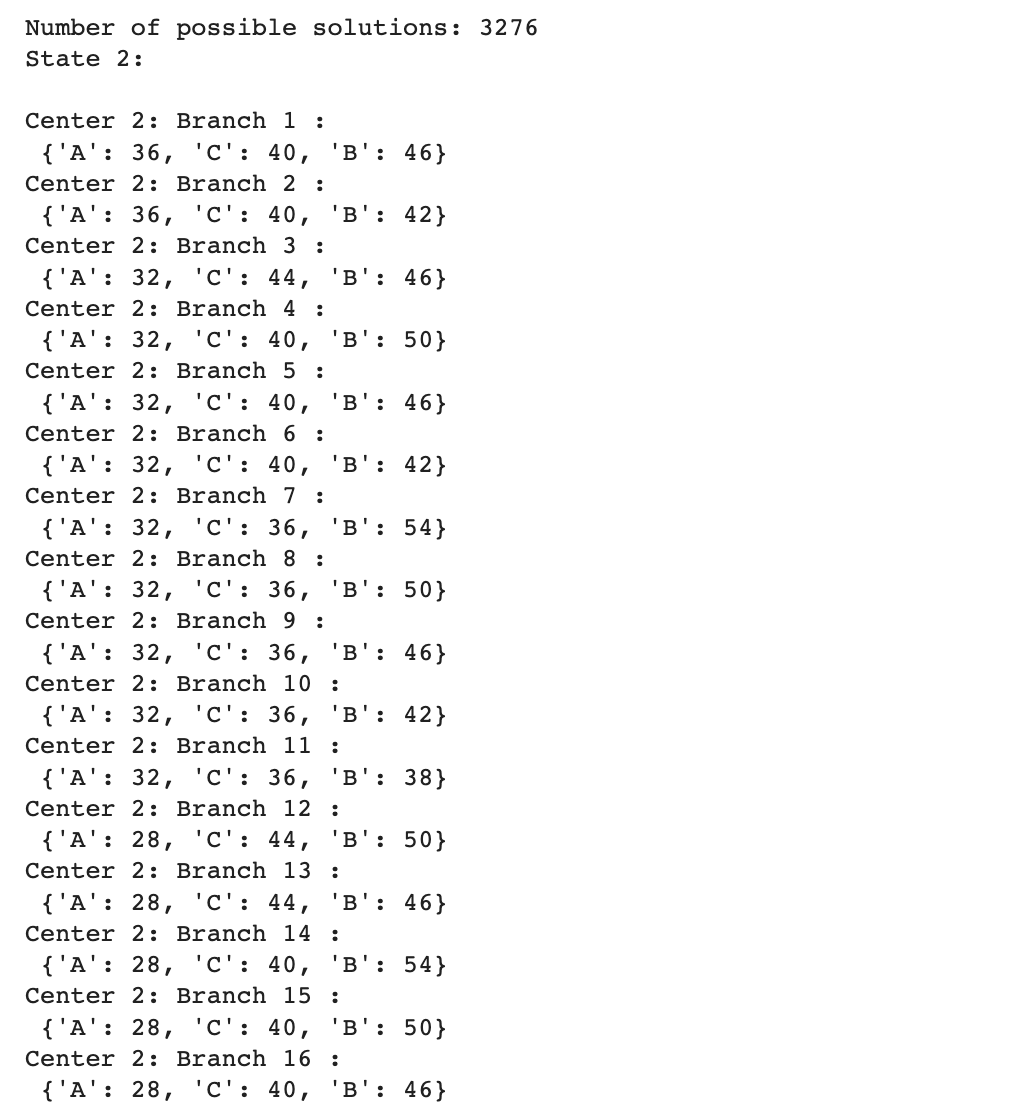 Number of possible solutions: 3276
State 2:
Center 2: Branch 1 :
{'A': 36, 'C': 40, 'B': 46}
Center 2: Branch 2 :
{'A': 36, 'C': 40, 'B': 42}
Center 2: Branch 3 :
{'A': 32, 'C': 44, 'B': 46}
Center 2: Branch 4 :
{'A': 32, 'C': 40, 'B': 50}
Center 2: Branch 5 :
{'A': 32, 'C': 40, 'B': 46}
Center 2: Branch 6 :
{'A': 32, 'C': 40, 'B': 42}
Center 2: Branch 7 :
{'A': 32, 'C': 36, 'B': 54}
Center 2: Branch 8 :
{'A': 32, 'C': 36, 'B': 50}
Center 2: Branch 9 :
{'A': 32, 'C': 36, 'B': 46}
Center 2: Branch 10 :
{'A': 32, 'C': 36, 'B': 42}
Center 2: Branch 11 :
{'A': 32, 'C': 36, 'B': 38}
Center 2: Branch 12 :
{'A': 28, 'C': 44, 'B': 50}
Center 2: Branch 13 :
{'A': 28, 'C': 44, 'B': 46}
Center 2: Branch 14 :
{'A': 28, 'C': 40, 'B': 54}
Center 2: Branch 15 :
{'A': 28, 'C': 40, 'B': 50}
Center 2: Branch 16 :
{'A': 28, 'C': 40, 'B': 46}